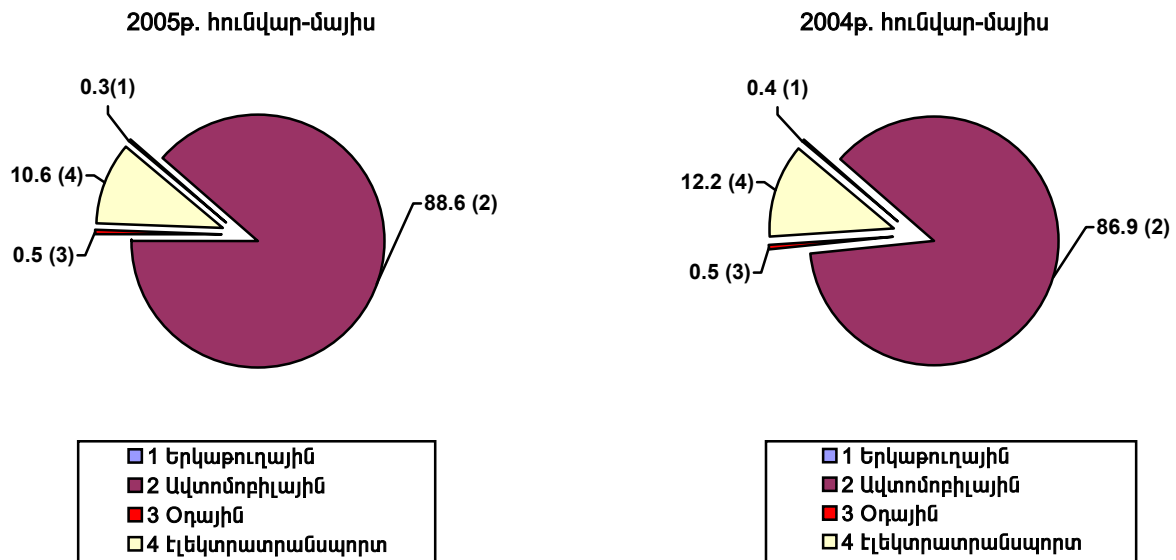 2005թ. հունվար-մայիս
0.3(1)
10.6 (4)
88.6 (2)
0.5 (3)
1 Երկաթուղային
2 Ավտոմոբիլային
3 Օդային
4 Էլեկտրատրանսպորտ
2004թ. հունվար-մայիս
0.4 (1)
12.2 (4)
86.9 (2)
0.5 (3)
1 Երկաթուղային
2 Ավտոմոբիլային
3 Օդային
4 Էլեկտրատրանսպորտ